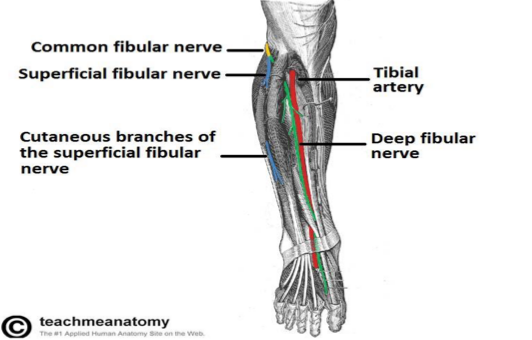 Common fibular nerve
Superficial fibular nerve
Tibial
artery
Cutaneous branches of
the superficial fibular
nerve
Deep fibular
nerve
© teachmeanatomy
The #1 Applied Human Anatomy Site on the Web.